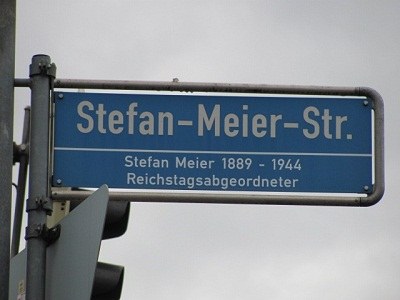 Stefan-Meier-Str.
Stefan Meier 1889 - 1944
Reichstagsabgeordneter